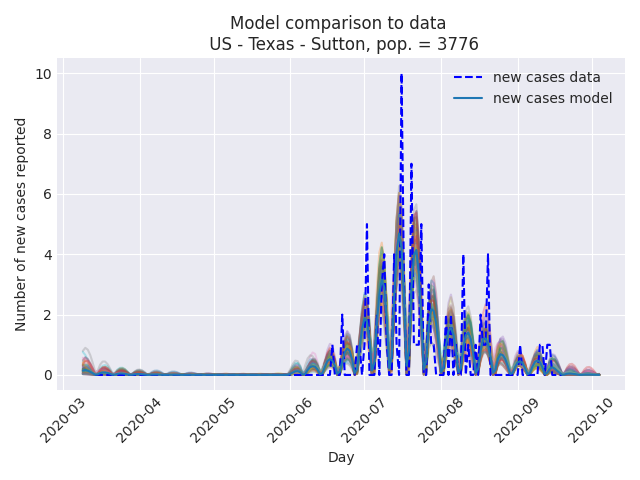 Model comparison to data
US - Texas - Sutton, pop. = 3776
new cases data
new cases model
Number of new cases reported
10
8
6
4
2
0
2020-03
2020-04
2020-05
2020-06
2020-07
2020-08
2020-09
2020-10
Day